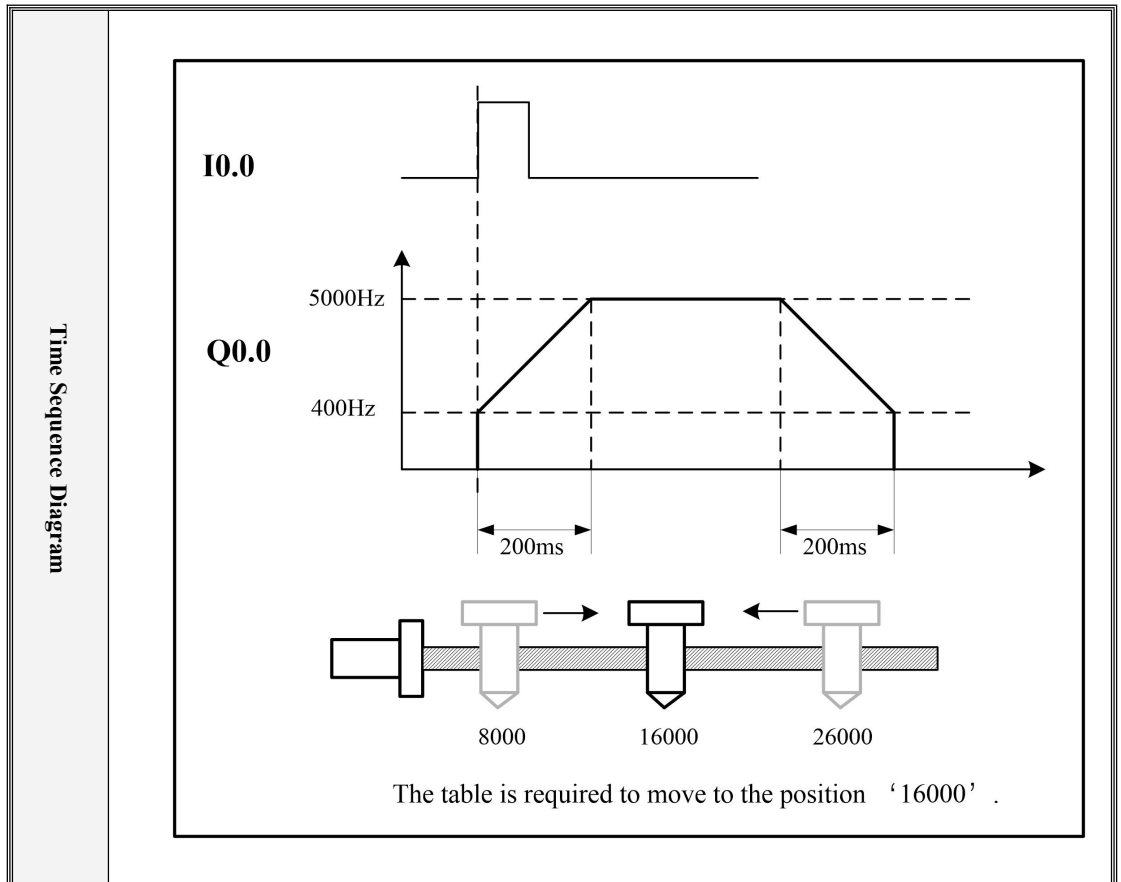 Time Sequence Diagram
I0.0
5000Hz
Q0.0
400Hz
200ms 200ms
8000 16000 26000
The table is required to move to the position ‘16000’.